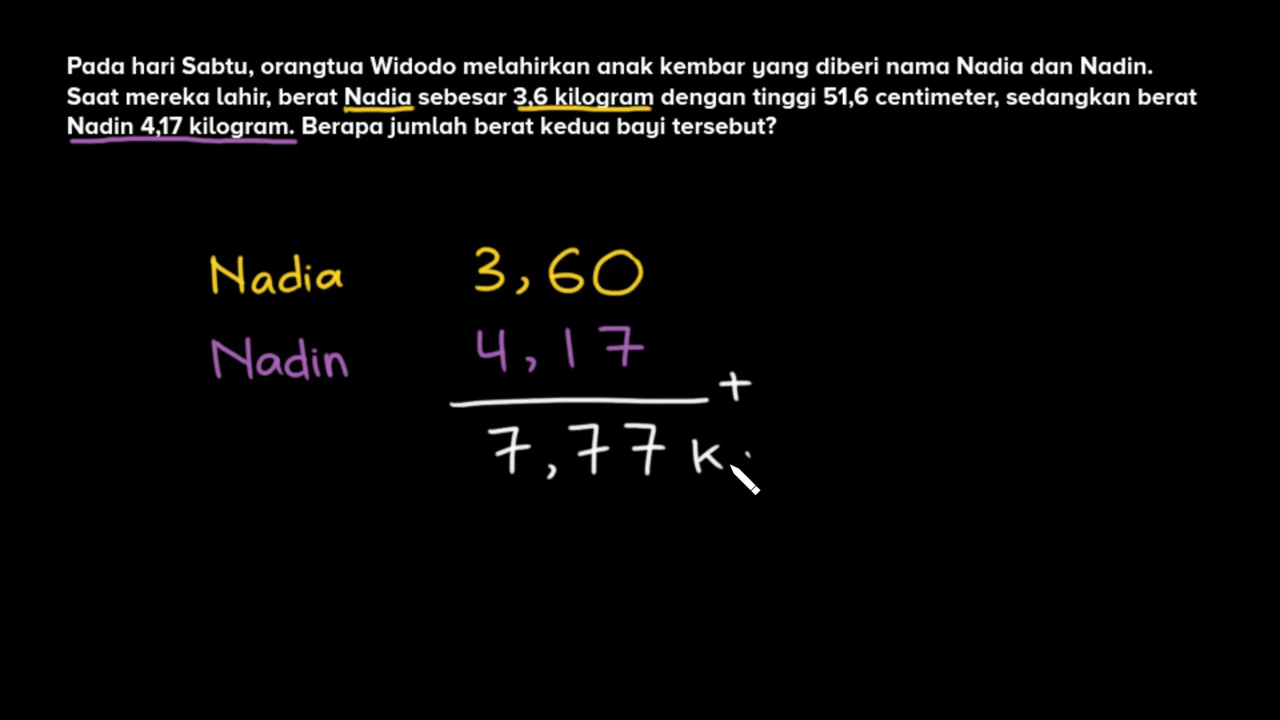 Pada hari Sabtu, orangtua Widodo melahirkan anak kembar yang diberi nama Nadia dan Nadin.
Saat mereka lahir, berat Nadia sebesar 3,6 kilogram dengan tinggi 51,6 centimeter, sedangkan berat
Nadin 4,17 kilogram. Berapa jumlah berat kedua bayi tersebut?
Nadia 3,60
Nadin 4,17
+
7,77 k